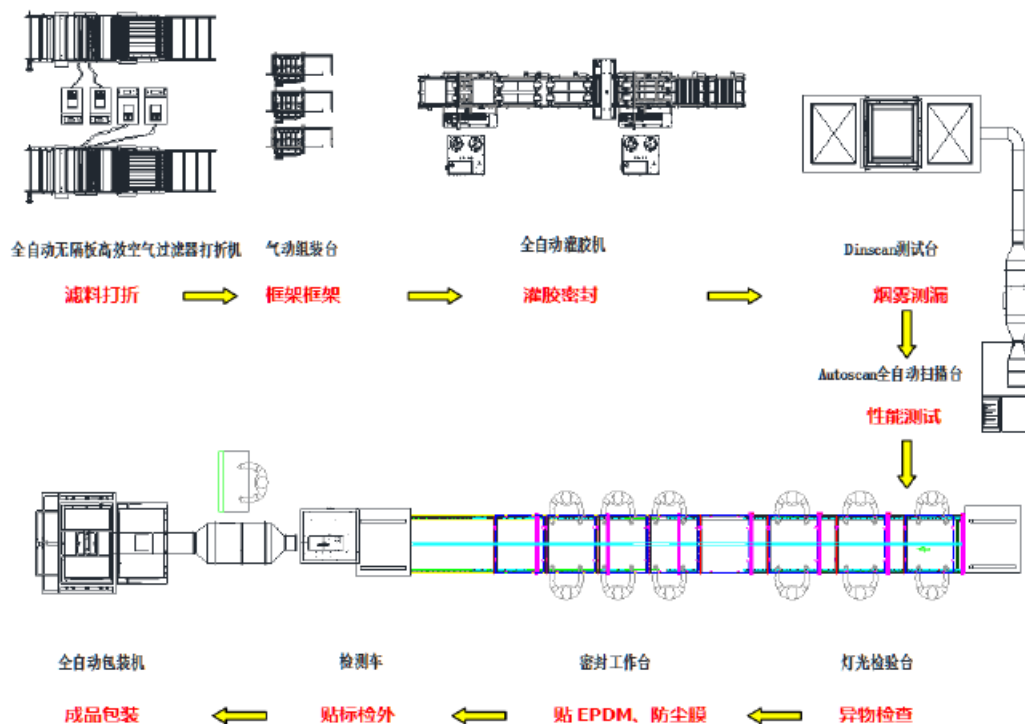 全自动无隔板高效空气过滤器打折机
气动组装台
全自动灌胶机
Dinscan测试台
滤料打折
框架框架
灌胶密封
烟雾测漏
Autoscan全自动扫描台
性能测试
全自动包装机
检测车
密封工作台
灯光检验台
成品包装
贴标检外
贴 EPDM、防尘膜
异物检查